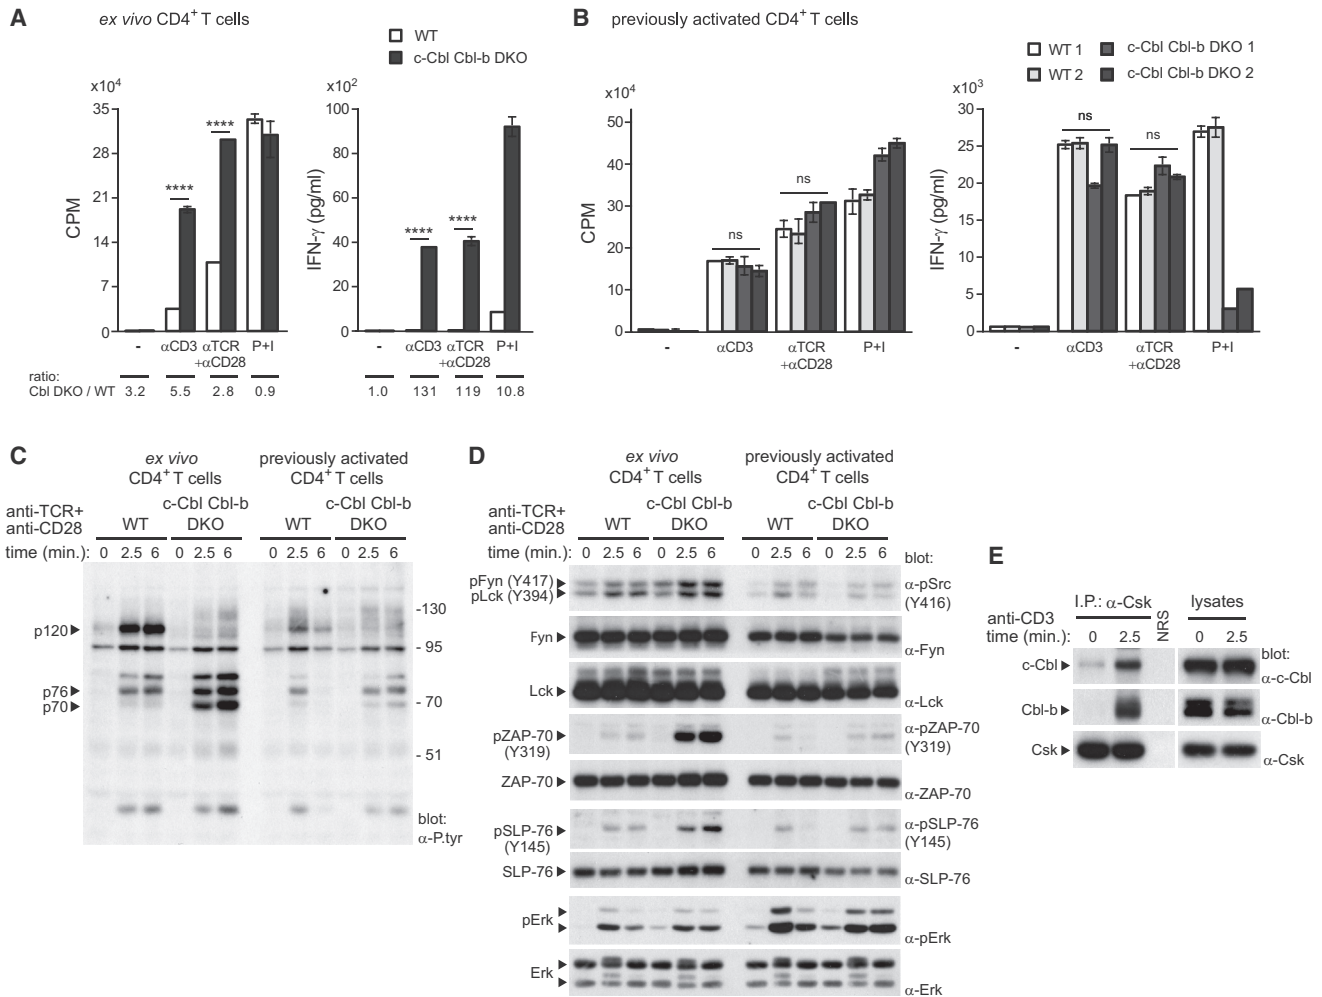 A
ex vivo CD4+ T cells
WT
c-Cbl Cbl-b DKO
x10⁴
35
28
21
14
7
0
CPM
****
****
- αCD3 αTCR P+I
+αCD28
x10²
100
80
60
40
20
0
IFN-γ (pg/ml)
****
****
- αCD3 αTCR P+I
+αCD28
ratio:
Cbl DKO / WT 3.2 5.5 2.8 0.9 1.0 131 119 10.8
B
previously activated CD4+ T cells
WT 1 c-Cbl Cbl-b DKO 1
WT 2 c-Cbl Cbl-b DKO 2
x10⁴
50
40
30
20
10
0
CPM
ns
ns
- αCD3 αTCR P+I
+αCD28
x10³
30
25
20
15
10
5
0
IFN-γ (pg/ml)
ns
ns
- αCD3 αTCR P+I
+αCD28
C
ex vivo previously activated
CD4+ T cells CD4+ T cells
anti-TCR+ c-Cbl Cbl-b c-Cbl Cbl-b
anti-CD28 WT DKO WT DKO
time (min.): 0 2.5 6 0 2.5 6 0 2.5 6 0 2.5 6
p120
p76
p70
-130
- 95
- 70
- 51
blot:
α-P.tyr
D
ex vivo previously activated
CD4+ T cells CD4+ T cells
anti-TCR+ c-Cbl Cbl-b c-Cbl Cbl-b
anti-CD28 WT DKO WT DKO
time (min.): 0 2.5 6 0 2.5 6 0 2.5 6 0 2.5 6 blot:
pFyn (Y417) α-pSrc
pLck (Y394) (Y416)
Fyn α-Fyn
Lck α-Lck
pZAP-70 α-pZAP-70
(Y319) (Y319)
ZAP-70 α-ZAP-70
pSLP-76 α-pSLP-76
(Y145) (Y145)
SLP-76 α-SLP-76
pErk α-pErk
Erk α-Erk
E
I.P.: α-Csk NRS lysates
anti-CD3
time (min.): 0 2.5 0 2.5
blot:
c-Cbl α-c-Cbl
Cbl-b α-Cbl-b
Csk α-Csk